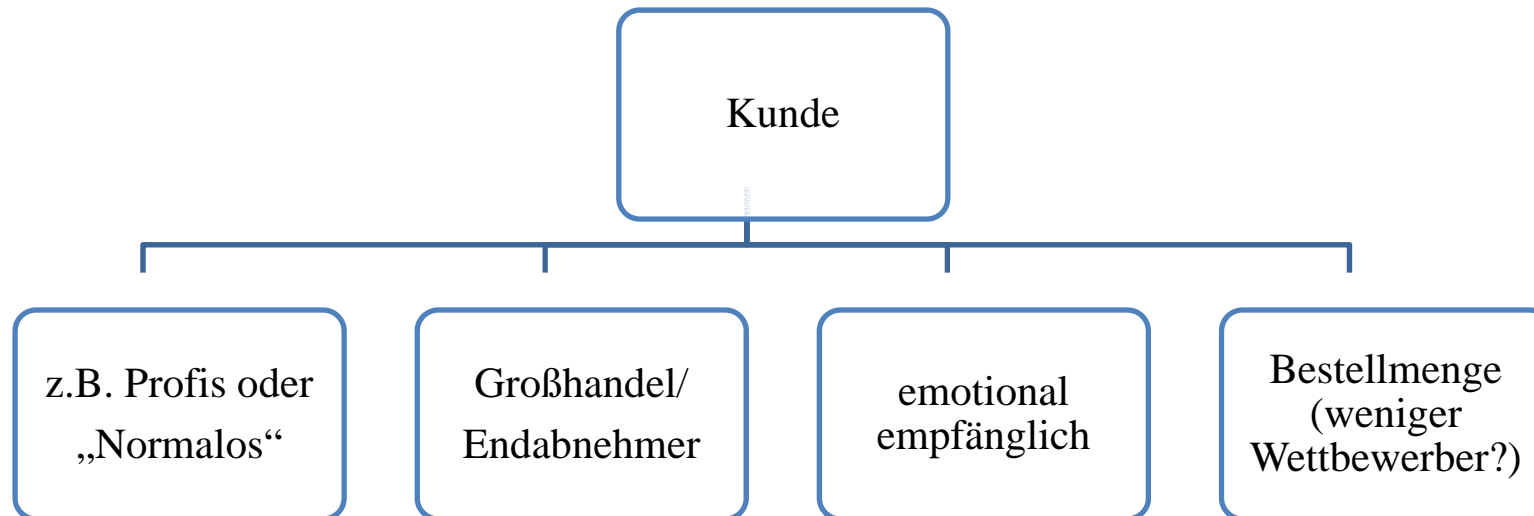 Kunde
z.B. Profis oder
„Normalos“
Großhandel/
Endabnehmer
emotional
empfänglich
Bestellmenge
(weniger
Wettbewerber?)